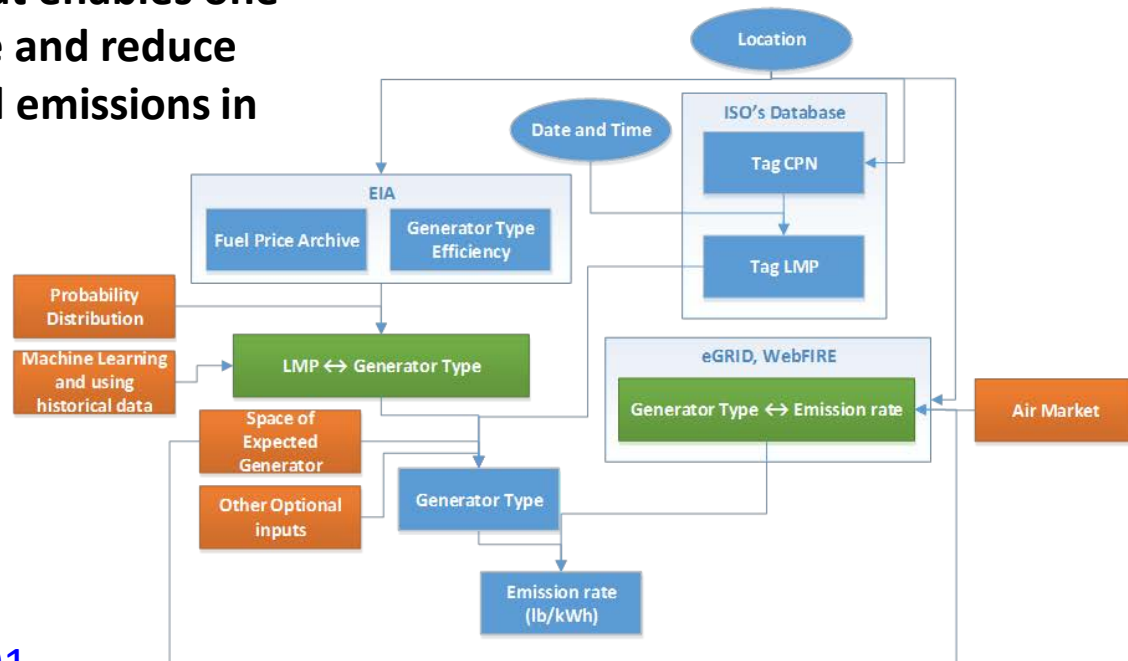 e and reduce
emissions in
Location
ISO's Database
Date and Time
Tag CPN
EIA
Fuel Price Archive
Generator Type
Efficiency
Tag LMP
Probability
Distribution
Machine Learning
and using
historical data
LMP ↔ Generator Type
eGRID, WebFIRE
Generator Type ↔ Emission rate
Air Market
Space of
Expected
Generator
Other Optional
inputs
Generator Type
Emission rate
(lb/kWh)